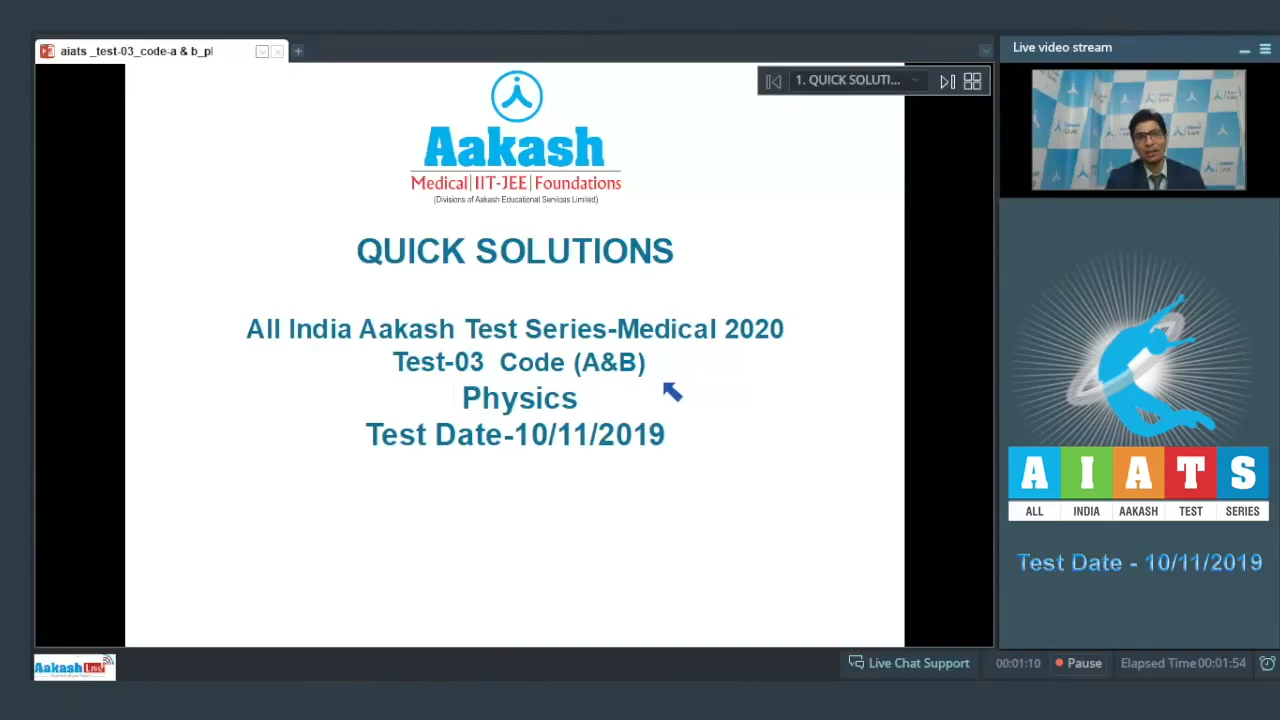 aiats _test-03_code-a & b_pl
Live video stream
1. QUICK SOLUTI...
Aakash
Medical|IIT-JEE|Foundations
(Divisions of Aakash Educational Services Limited)
QUICK SOLUTIONS
All India Aakash Test Series-Medical 2020
Test-03 Code (A&B)
Physics
Test Date-10/11/2019
A I A T S
ALL INDIA AAKASH TEST SERIES
Test Date - 10/11/2019
Aakash Live
Live Chat Support
00:01:10
Pause
Elapsed Time 00:01:54